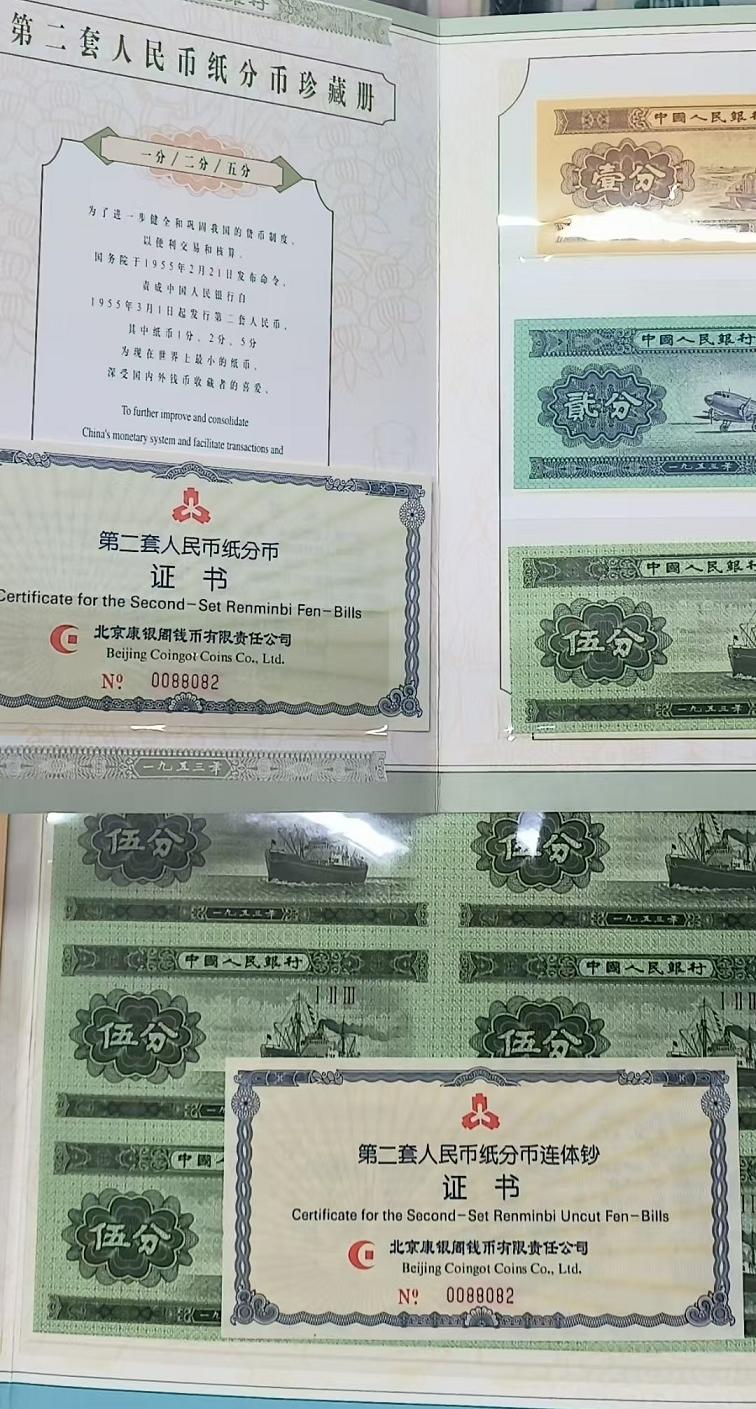 第二套人民币纸分币珍藏册
一分/二分/五分
为了进一步健全和巩固我国的货币制度，
以便利交易和核算，
国务院于1955年2月21日发布命令，
责成中国人民银行自
1955年3月1日起发行第二套人民币，
其中纸币1分、2分、5分
为现在世界上最小的纸币，
深受国内外钱币收藏者的喜爱。
To further improve and consolidate
China's monetary system and facilitate transactions and
第二套人民币纸分币
证 书
Certificate for the Second-Set Renminbi Fen-Bills
北京康银阁钱币有限责任公司
Beijing Coingot Coins Co., Ltd.
Nº 0088082
一九五三年
中國人民銀
壹分
中國人民銀行
貳分
一九五三年
中國人民銀行
伍分
一九五三年
伍分
伍分
一九五三年
一九五三年
中國人民銀行
中國人民銀行
I II III
I II
伍分
伍分
中國人
伍分
第二套人民币纸分币连体钞
证 书
Certificate for the Second-Set Renminbi Uncut Fen-Bills
北京康银阁钱币有限责任公司
Beijing Coingot Coins Co., Ltd.
Nº 0088082